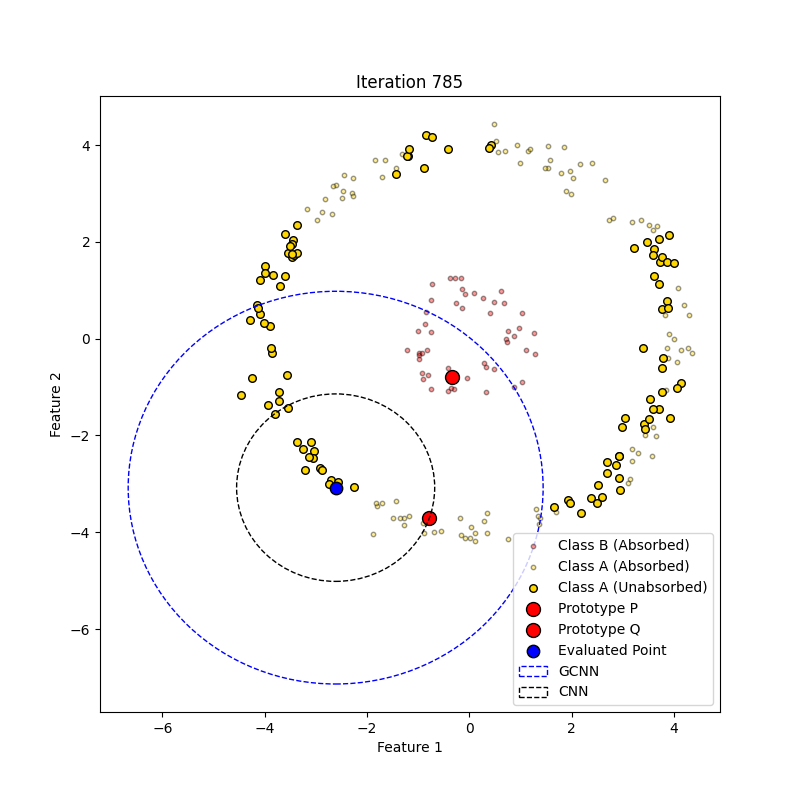 Iteration 785
Feature 2
4
2
0
−2
−4
−6
Class B (Absorbed)
Class A (Absorbed)
Class A (Unabsorbed)
Prototype P
Prototype Q
Evaluated Point
GCNN
CNN
−6
−4
−2
0
2
4
Feature 1